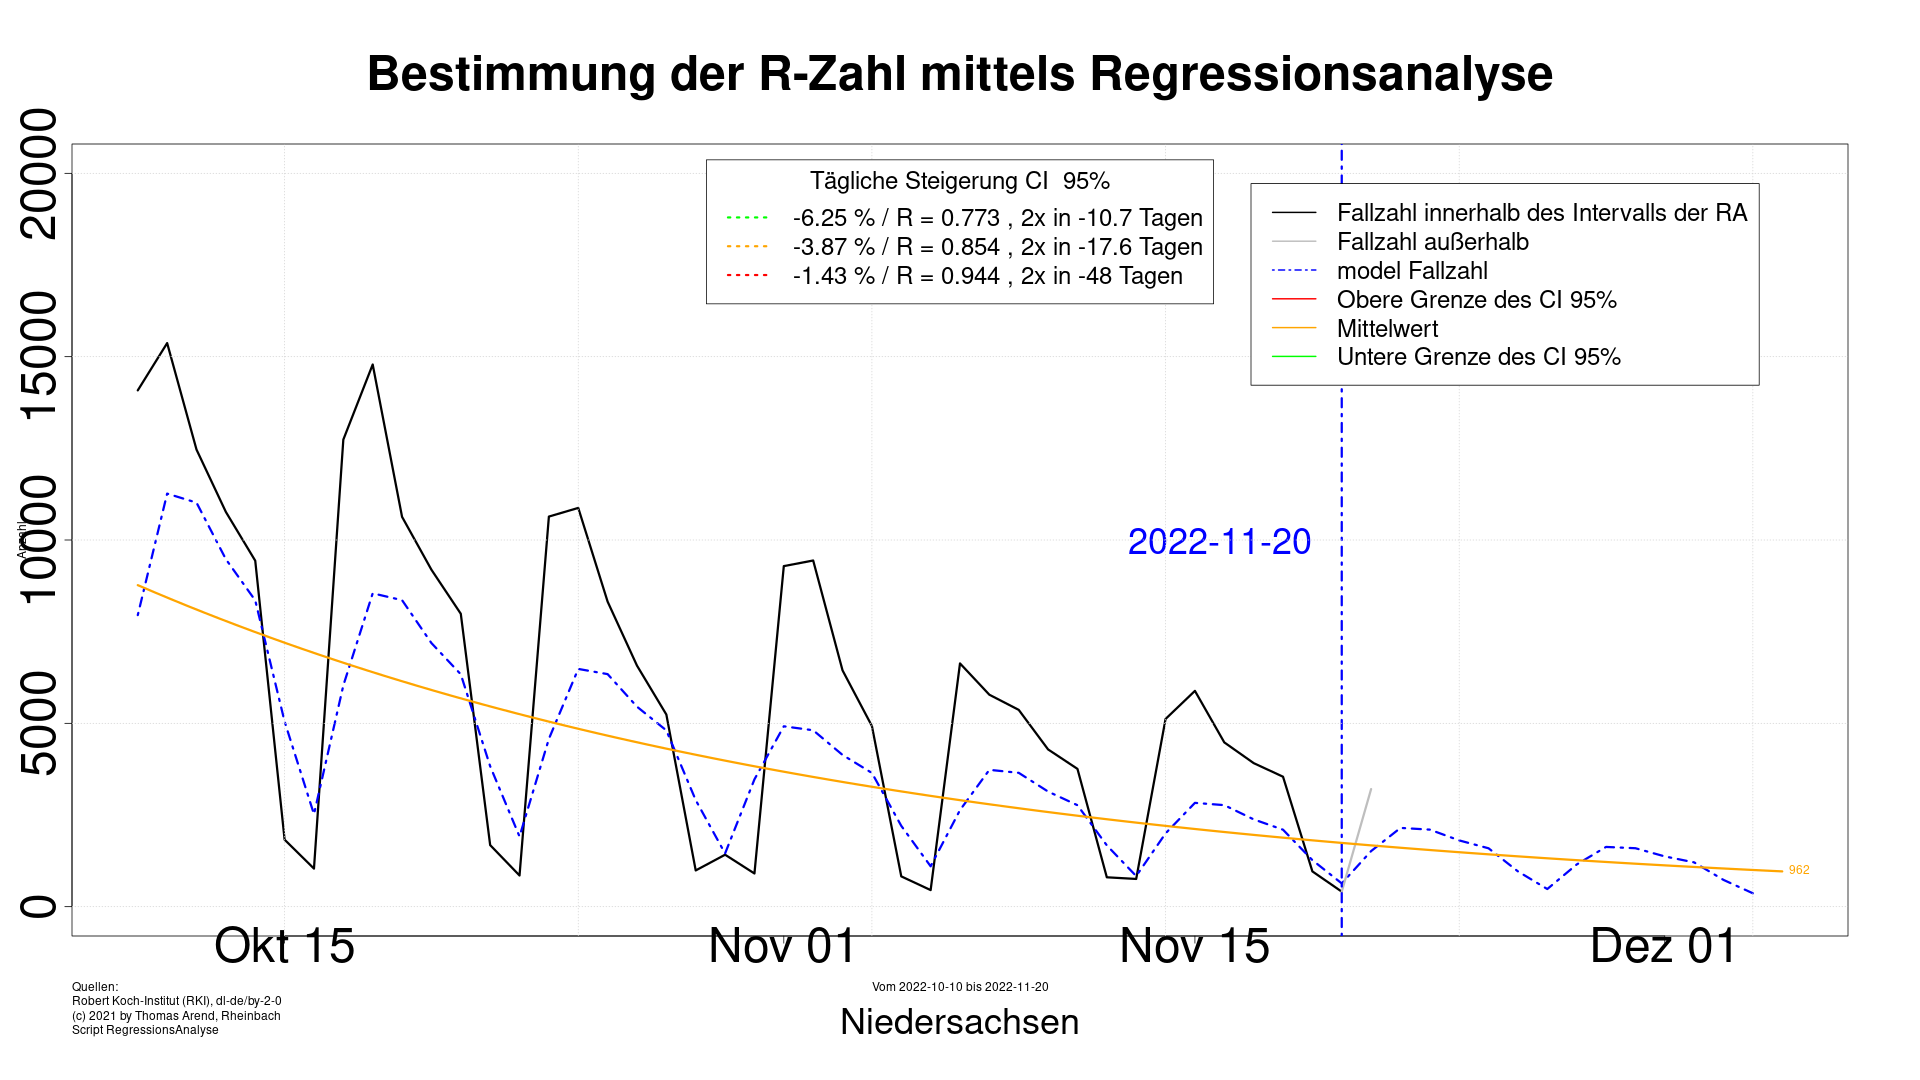 Bestimmung der R-Zahl mittels Regressionsanalyse
Anzahl
20000
15000
10000
5000
0
Tägliche Steigerung CI  95%
-6.25 % / R = 0.773 , 2x in -10.7 Tagen
-3.87 % / R = 0.854 , 2x in -17.6 Tagen
-1.43 % / R = 0.944 , 2x in -48 Tagen
Fallzahl innerhalb des Intervalls der RA
Fallzahl außerhalb
model Fallzahl
Obere Grenze des CI 95%
Mittelwert
Untere Grenze des CI 95%
2022-11-20
962
Okt 15
Nov 01
Nov 15
Dez 01
Quellen:
Robert Koch-Institut (RKI), dl-de/by-2-0
(c) 2021 by Thomas Arend, Rheinbach
Script RegressionsAnalyse
Vom 2022-10-10 bis 2022-11-20
Niedersachsen